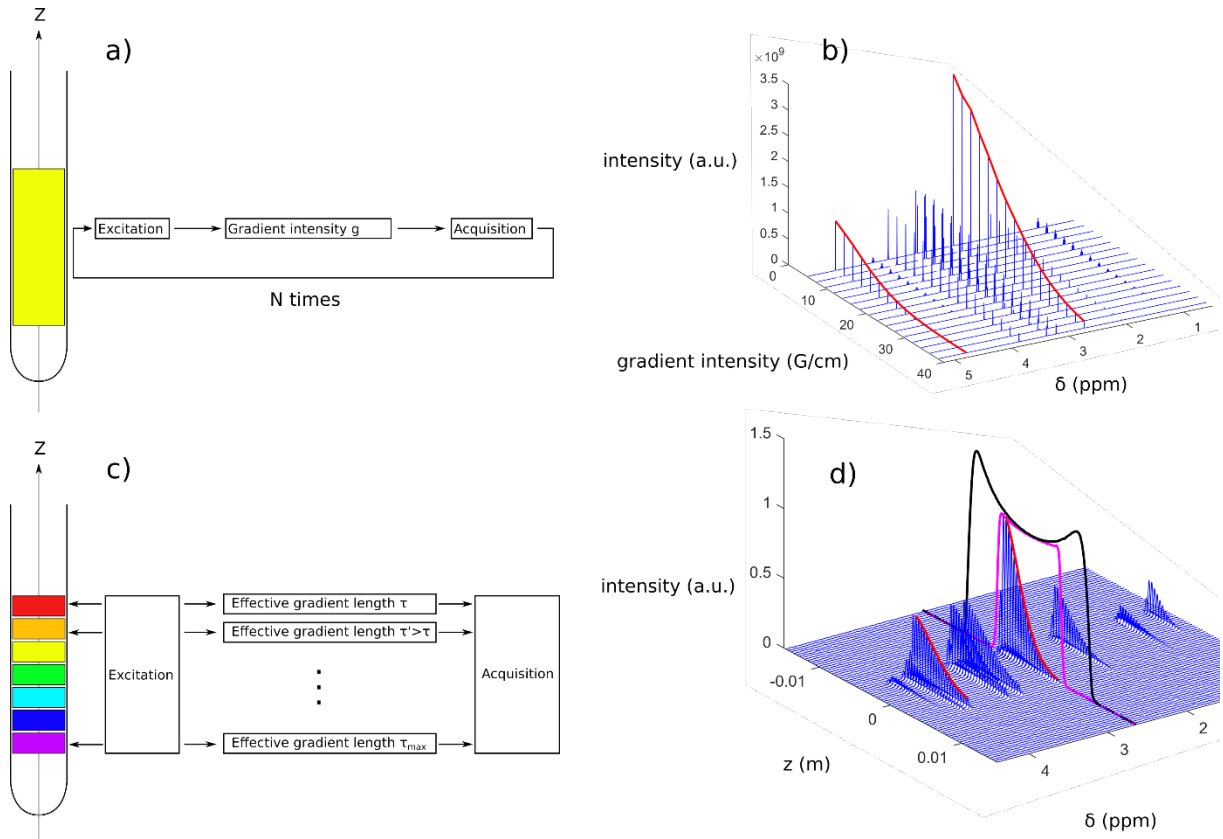 Z
a)
Excitation
Gradient intensity g
Acquisition
N times
b)
×10⁹
3.5
3
2.5
2
1.5
1
0.5
0
intensity (a.u.)
0
10
20
30
40
gradient intensity (G/cm)
5
4
3
2
1
δ (ppm)
Z
c)
Excitation
Effective gradient length τ
Effective gradient length τ'>τ
Effective gradient length τmax
Acquisition
d)
1.5
1
0.5
0
intensity (a.u.)
-0.01
0
0.01
z (m)
4
3
2
δ (ppm)